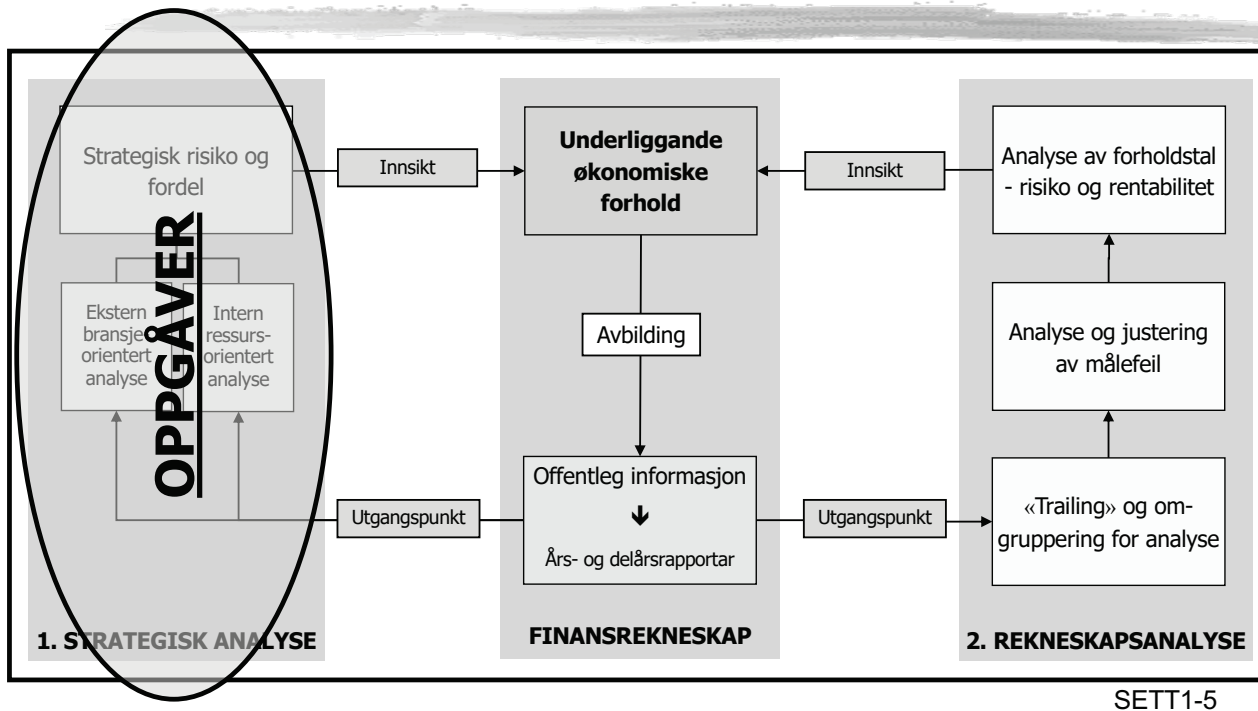 Strategisk risiko og
fordel
Ekstern
bransje-
orientert
analyse
Intern
ressurs-
orientert
analyse
OPPGÅVER
1. STRATEGISK ANALYSE
Innsikt
Utgangspunkt
Underliggande
økonomiske
forhold
Avbilding
Offentleg informasjon
Års- og delårsrapportar
FINANSREKNESKAP
Innsikt
Utgangspunkt
Analyse av forholdstal
- risiko og rentabilitet
Analyse og justering
av målefeil
«Trailing» og om-
gruppering for analyse
2. REKNESKAPSANALYSE
SETT1-5